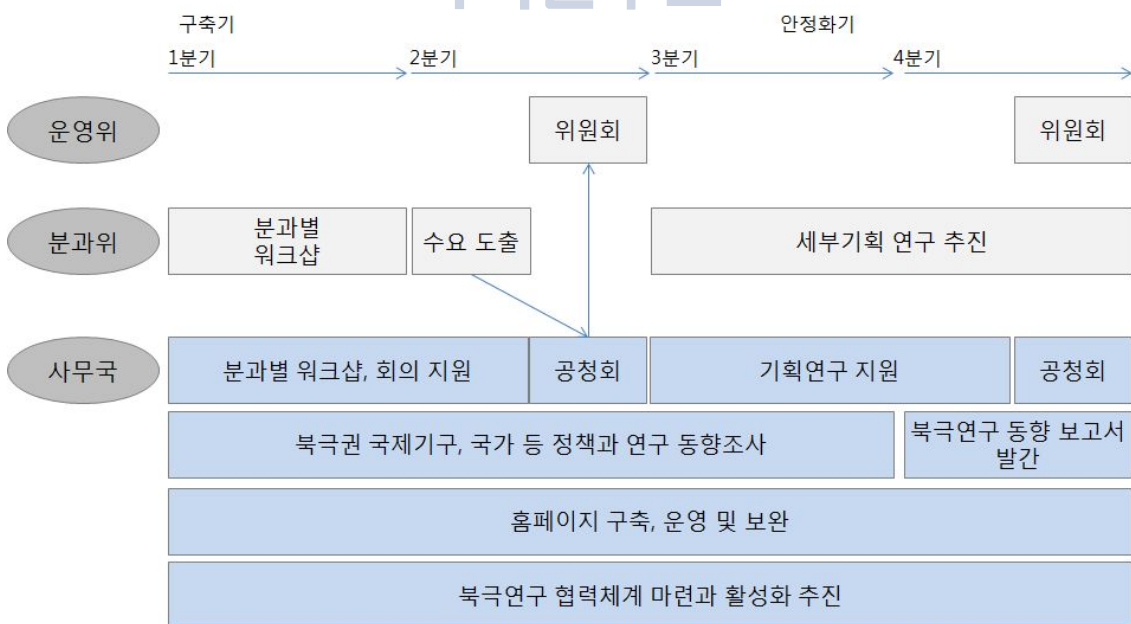 구축기 안정화기
1분기 2분기 3분기 4분기
운영위 위원회 위원회
분과위 분과별 워크샵 수요 도출 세부기획 연구 추진
사무국 분과별 워크샵, 회의 지원 공청회 기획연구 지원 공청회
북극권 국제기구, 국가 등 정책과 연구 동향조사 북극연구 동향 보고서 발간
홈페이지 구축, 운영 및 보완
북극연구 협력체계 마련과 활성화 추진